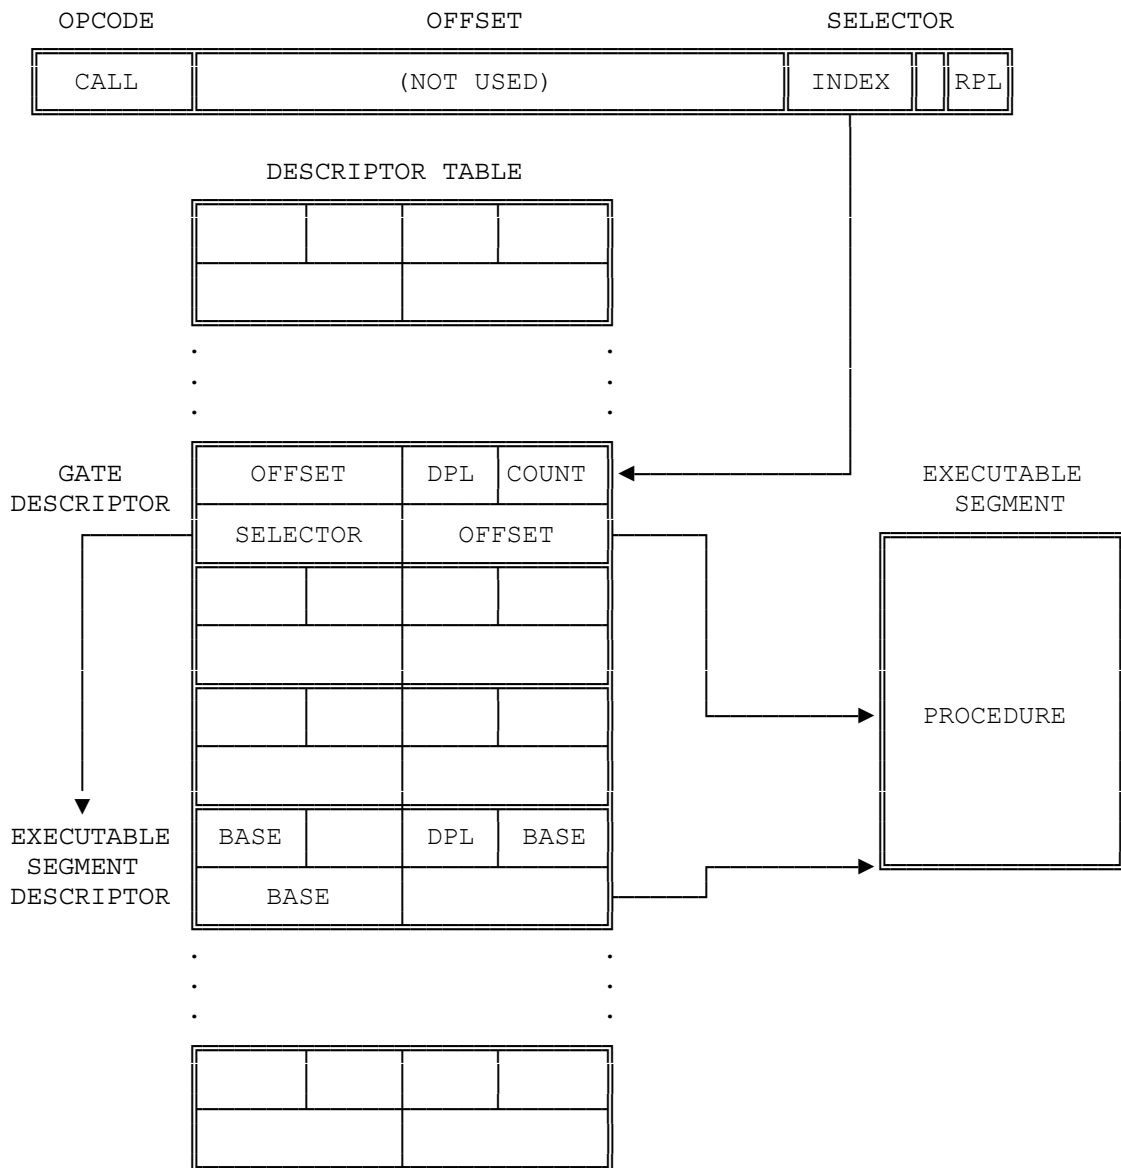 OPCODE OFFSET SELECTOR
CALL (NOT USED) INDEX RPL
DESCRIPTOR TABLE
GATE
DESCRIPTOR
OFFSET DPL COUNT
SELECTOR OFFSET
EXECUTABLE
SEGMENT
PROCEDURE
EXECUTABLE
SEGMENT
DESCRIPTOR
BASE DPL BASE
BASE